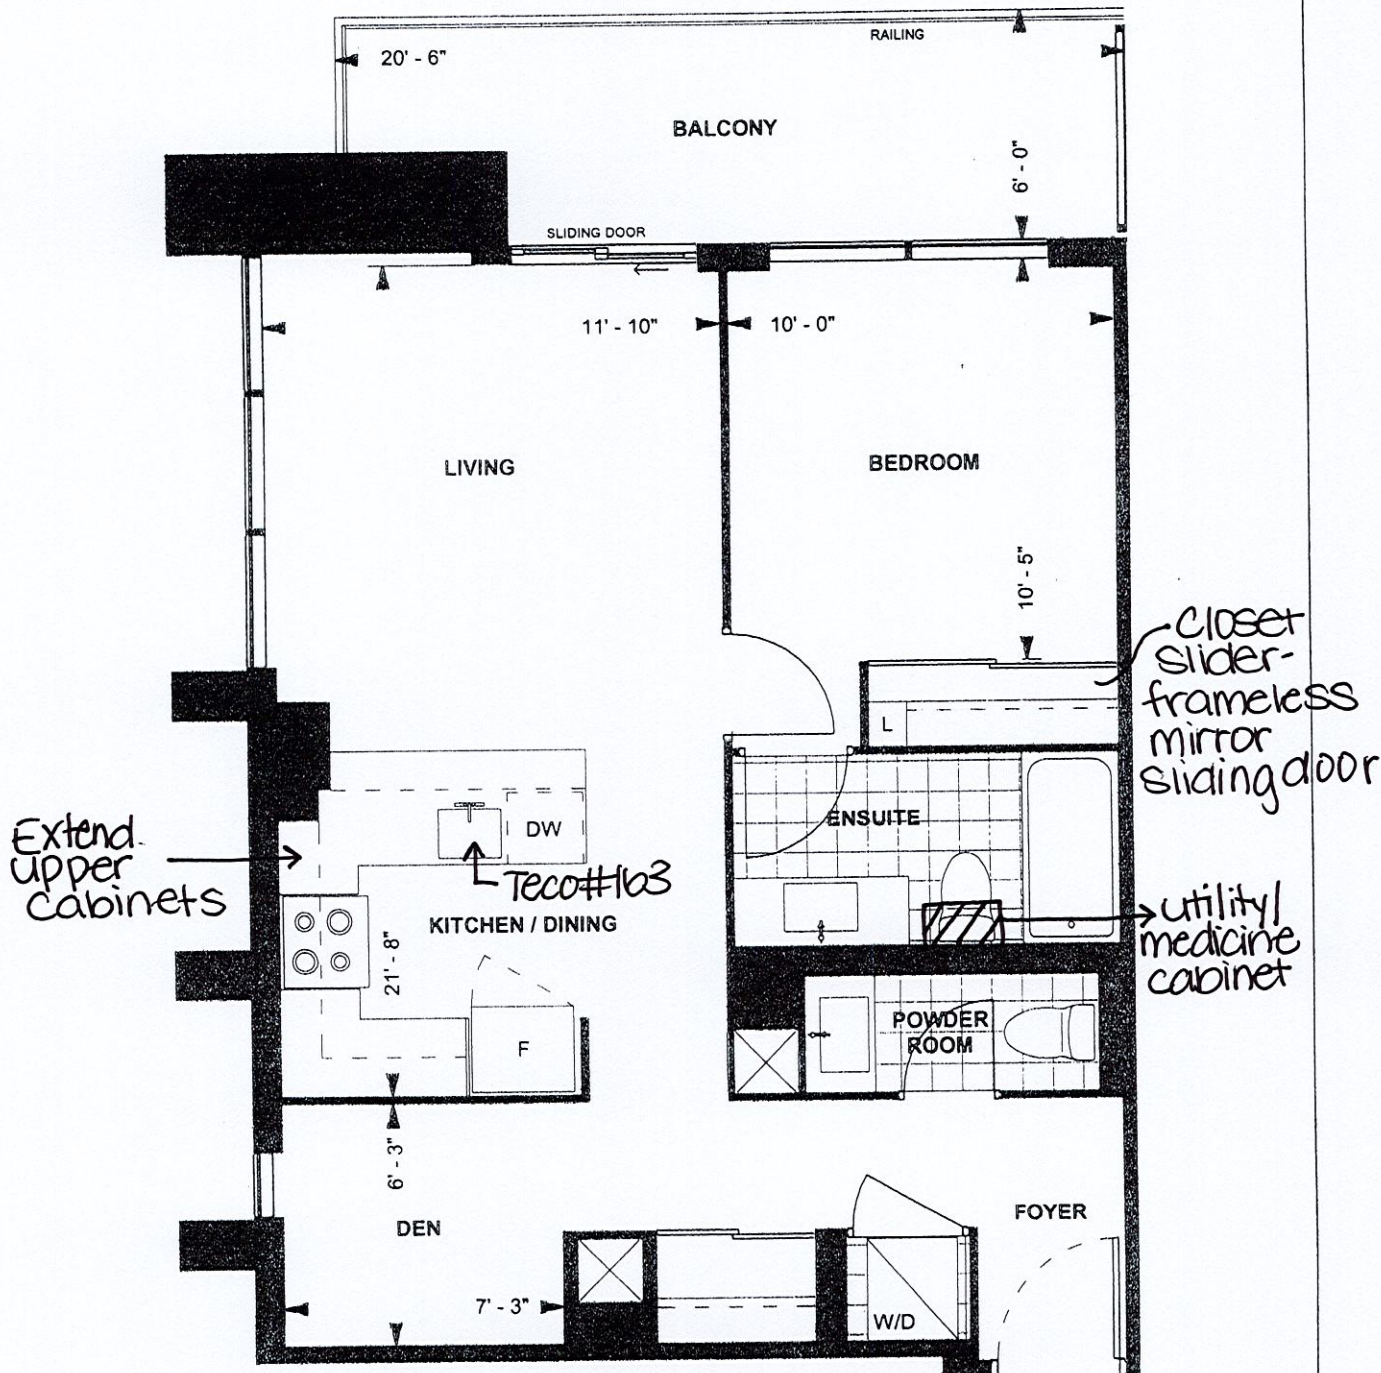 20' - 6"
RAILING
BALCONY
6' - 0"
SLIDING DOOR
11' - 10"
10' - 0"
LIVING
BEDROOM
10' - 5"
Closet
slider-
frameless
mirror
sliding door
L
Extend
upper
cabinets
DW
ENSUITE
Teco#163
KITCHEN / DINING
21' - 8"
utility/
medicine
cabinet
F
POWDER
ROOM
6' - 3"
DEN
FOYER
7' - 3"
W/D